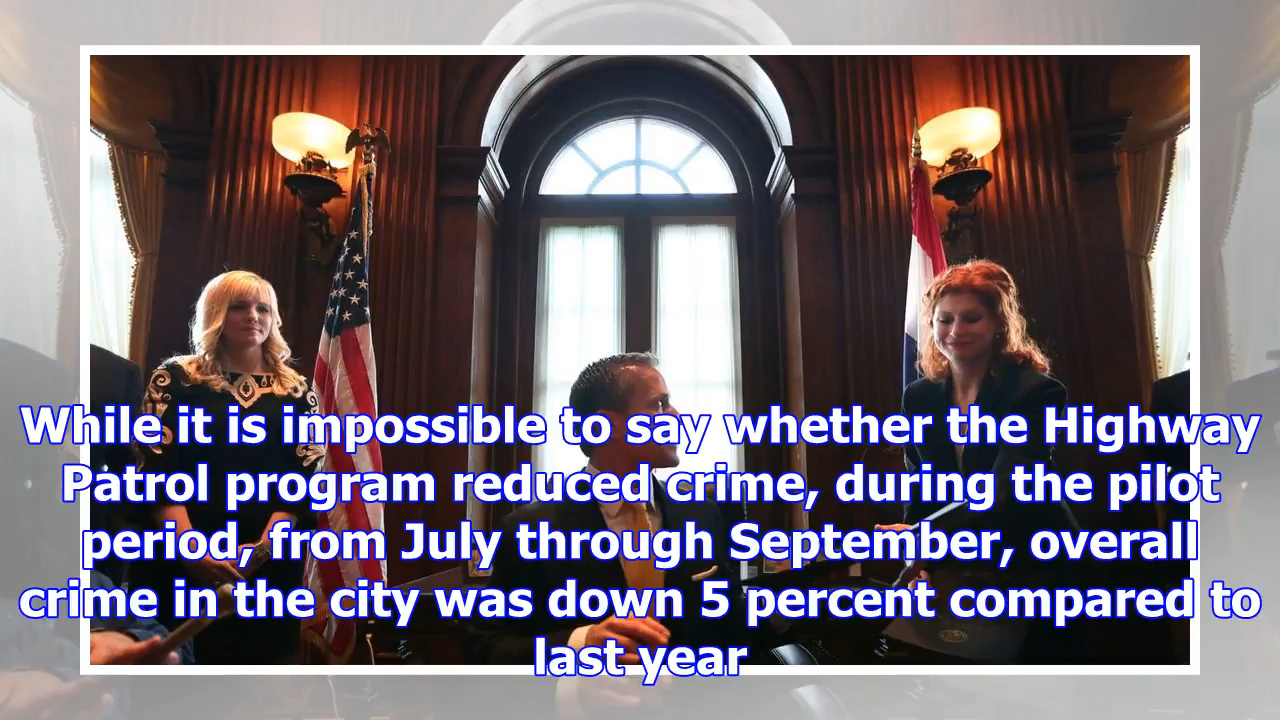 While it is impossible to say whether the Highway
Patrol program reduced crime, during the pilot
period, from July through September, overall
crime in the city was down 5 percent compared to
last year